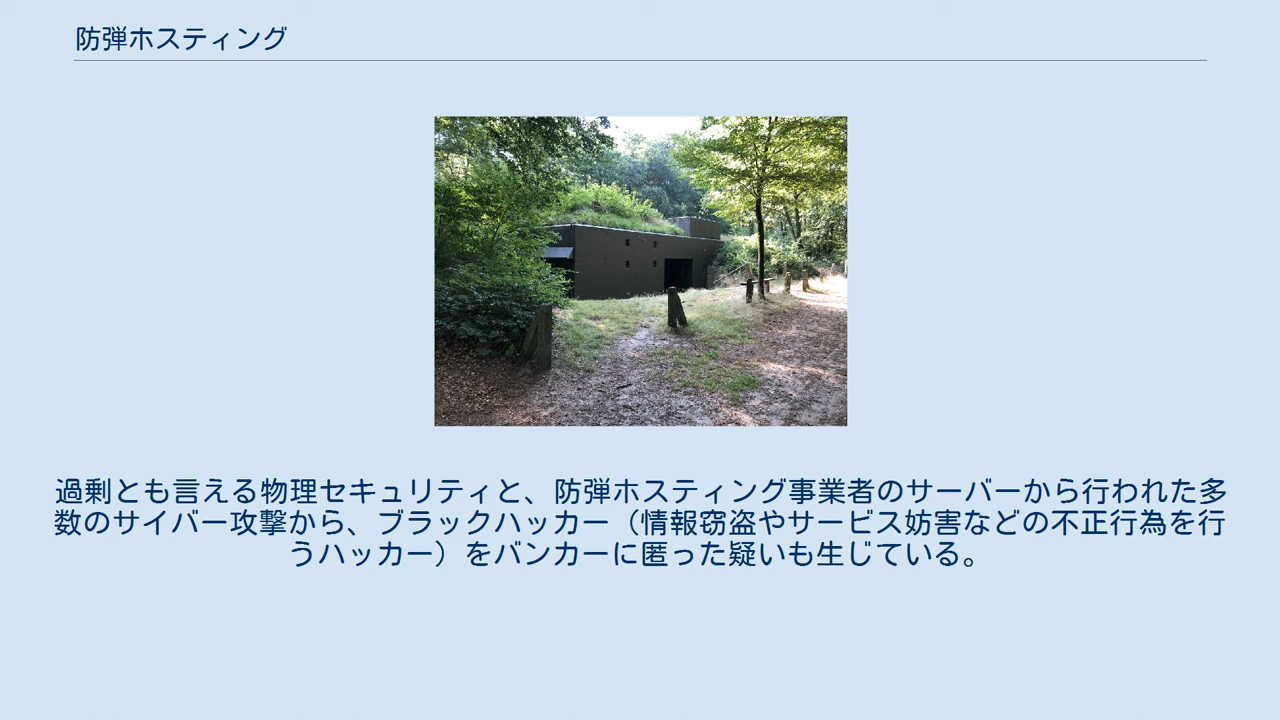 防弾ホスティング
過剰とも言える物理セキュリティと、防弾ホスティング事業者のサーバーから行われた多
数のサイバー攻撃から、ブラックハッカー（情報窃盗やサービス妨害などの不正行為を行
うハッカー）をバンカーに匿った疑いも生じている。